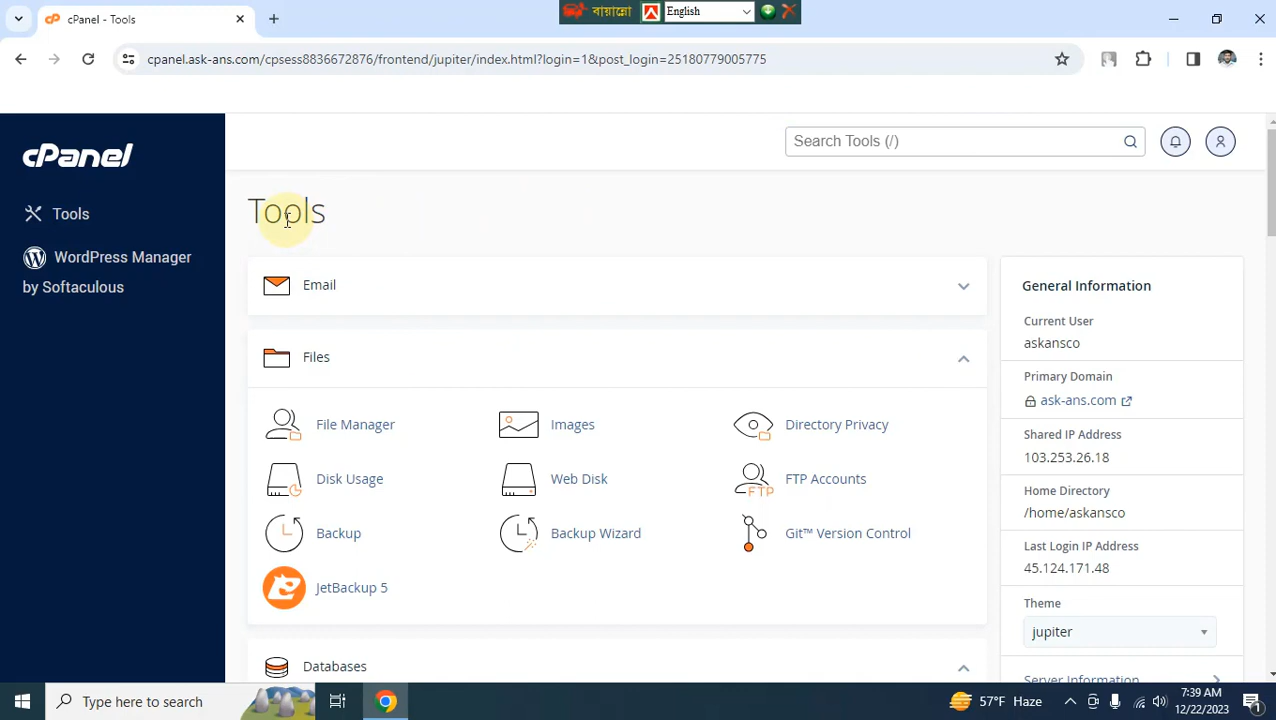 cPanel - Tools
বায়ান্নো
English
cpanel.ask-ans.com/cpsess8836672876/frontend/jupiter/index.html?login=1&post_login=25180779005775
cPanel
Search Tools (/)
Tools
Tools
WordPress Manager
by Softaculous
Email
General Information
Current User
askansco
Files
Primary Domain
ask-ans.com
File Manager
Images
Directory Privacy
Shared IP Address
103.253.26.18
Disk Usage
Web Disk
FTP
FTP Accounts
Home Directory
/home/askansco
Backup
Backup Wizard
Git™ Version Control
Last Login IP Address
45.124.171.48
JetBackup 5
Theme
jupiter
Databases
Server Information
Type here to search
57°F Haze
7:39 AM
12/22/2023
1